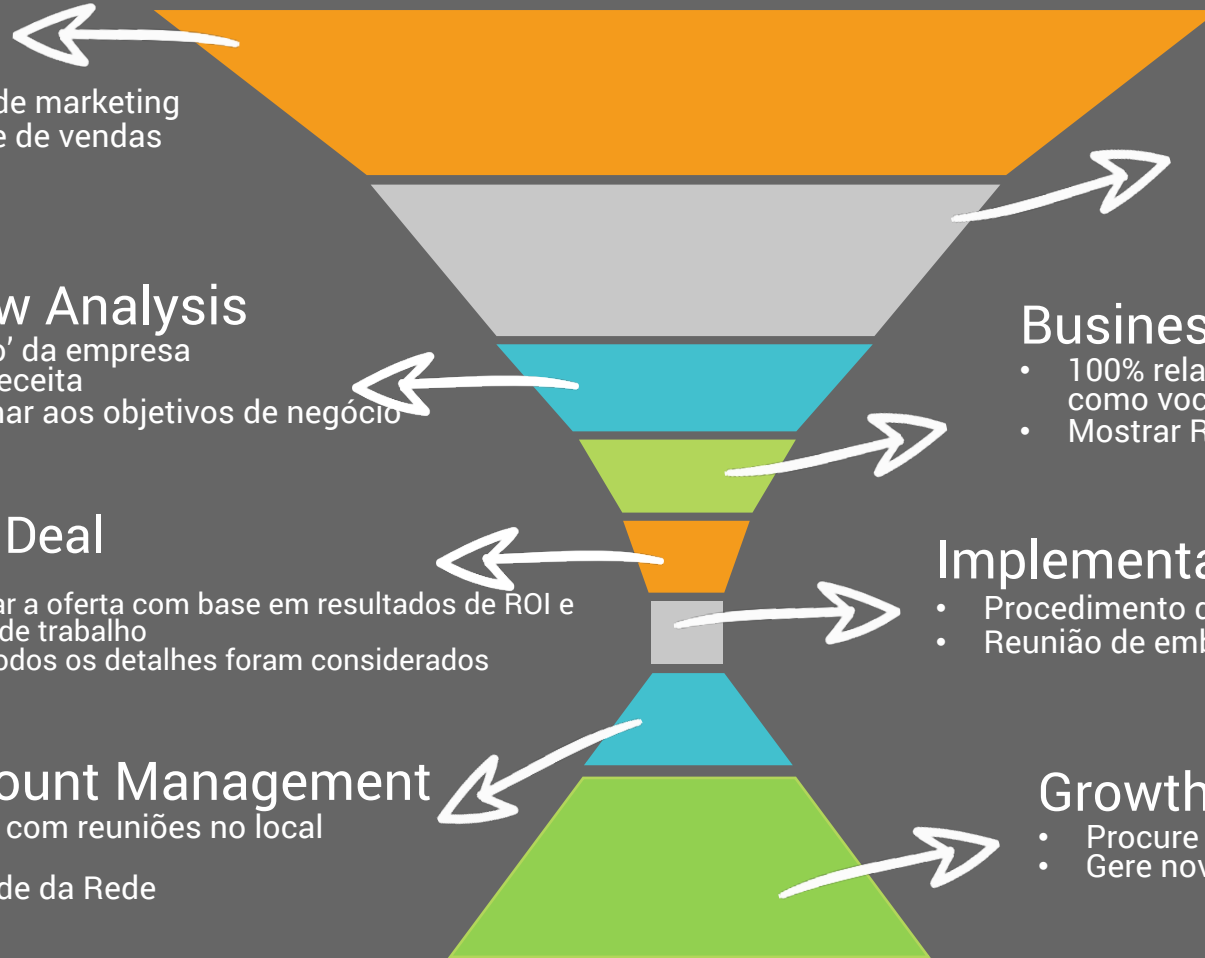 de marketing
e de vendas
w Analysis
o' da empresa
eceita
nar aos objetivos de negócio
Busines
• 100% rela
como voc
• Mostrar R
Deal
ar a oferta com base em resultados de ROI e
de trabalho
odos os detalhes foram considerados
Implementa
• Procedimento d
• Reunião de emb
ount Management
com reuniões no local
de da Rede
Growth
• Procure
• Gere nov